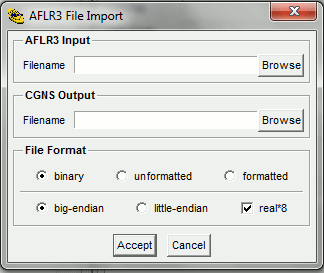 AFLR3 File Import
AFLR3 Input
Filename Browse
CGNS Output
Filename Browse
File Format
binary unformatted formatted
big-endian little-endian real*8
Accept Cancel